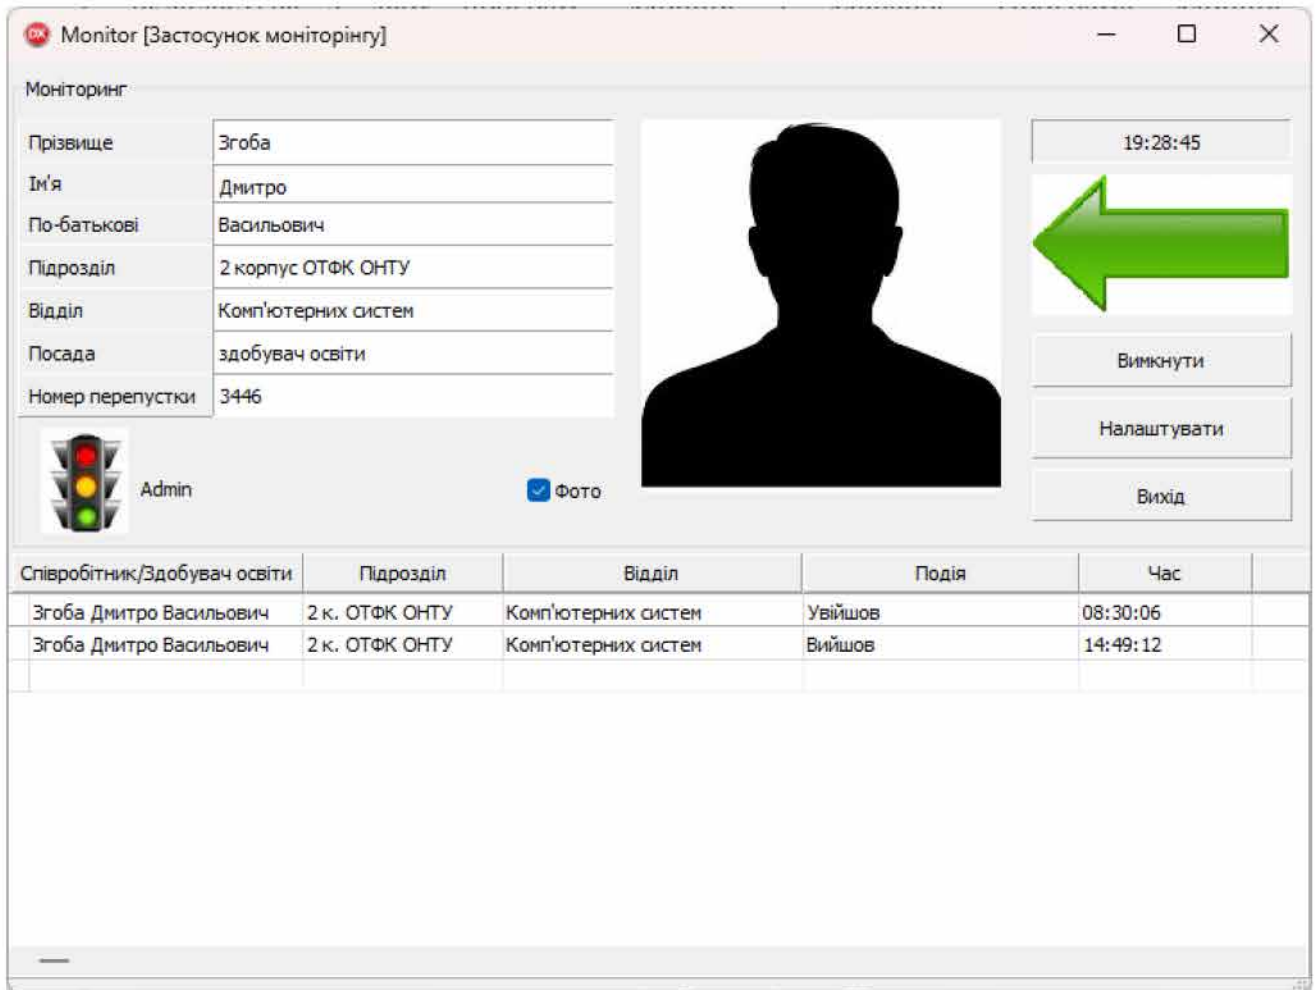 Monitor [Застосунок моніторінгу]
Моніторинг
Прізвище Згоба
Ім'я Дмитро
По-батькові Васильович
Підрозділ 2 корпус ОТФК ОНТУ
Відділ Комп'ютерних систем
Посада здобувач освіти
Номер перепустки 3446
19:28:45
Вимкнути
Налаштувати
Вихід
Admin
Фото
Співробітник/Здобувач освіти Підрозділ Відділ Подія Час
Згоба Дмитро Васильович 2 к. ОТФК ОНТУ Комп'ютерних систем Увійшов 08:30:06
Згоба Дмитро Васильович 2 к. ОТФК ОНТУ Комп'ютерних систем Вийшов 14:49:12